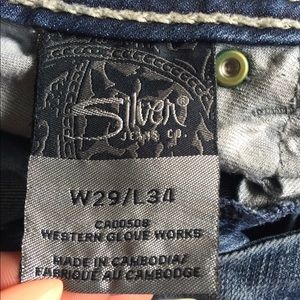 Silver®
JEANS CO.
W29/L34
CA00508
WESTERN GLOVE WORKS
MADE IN CAMBODIA/
FABRIQUÉ AU CAMBODGE